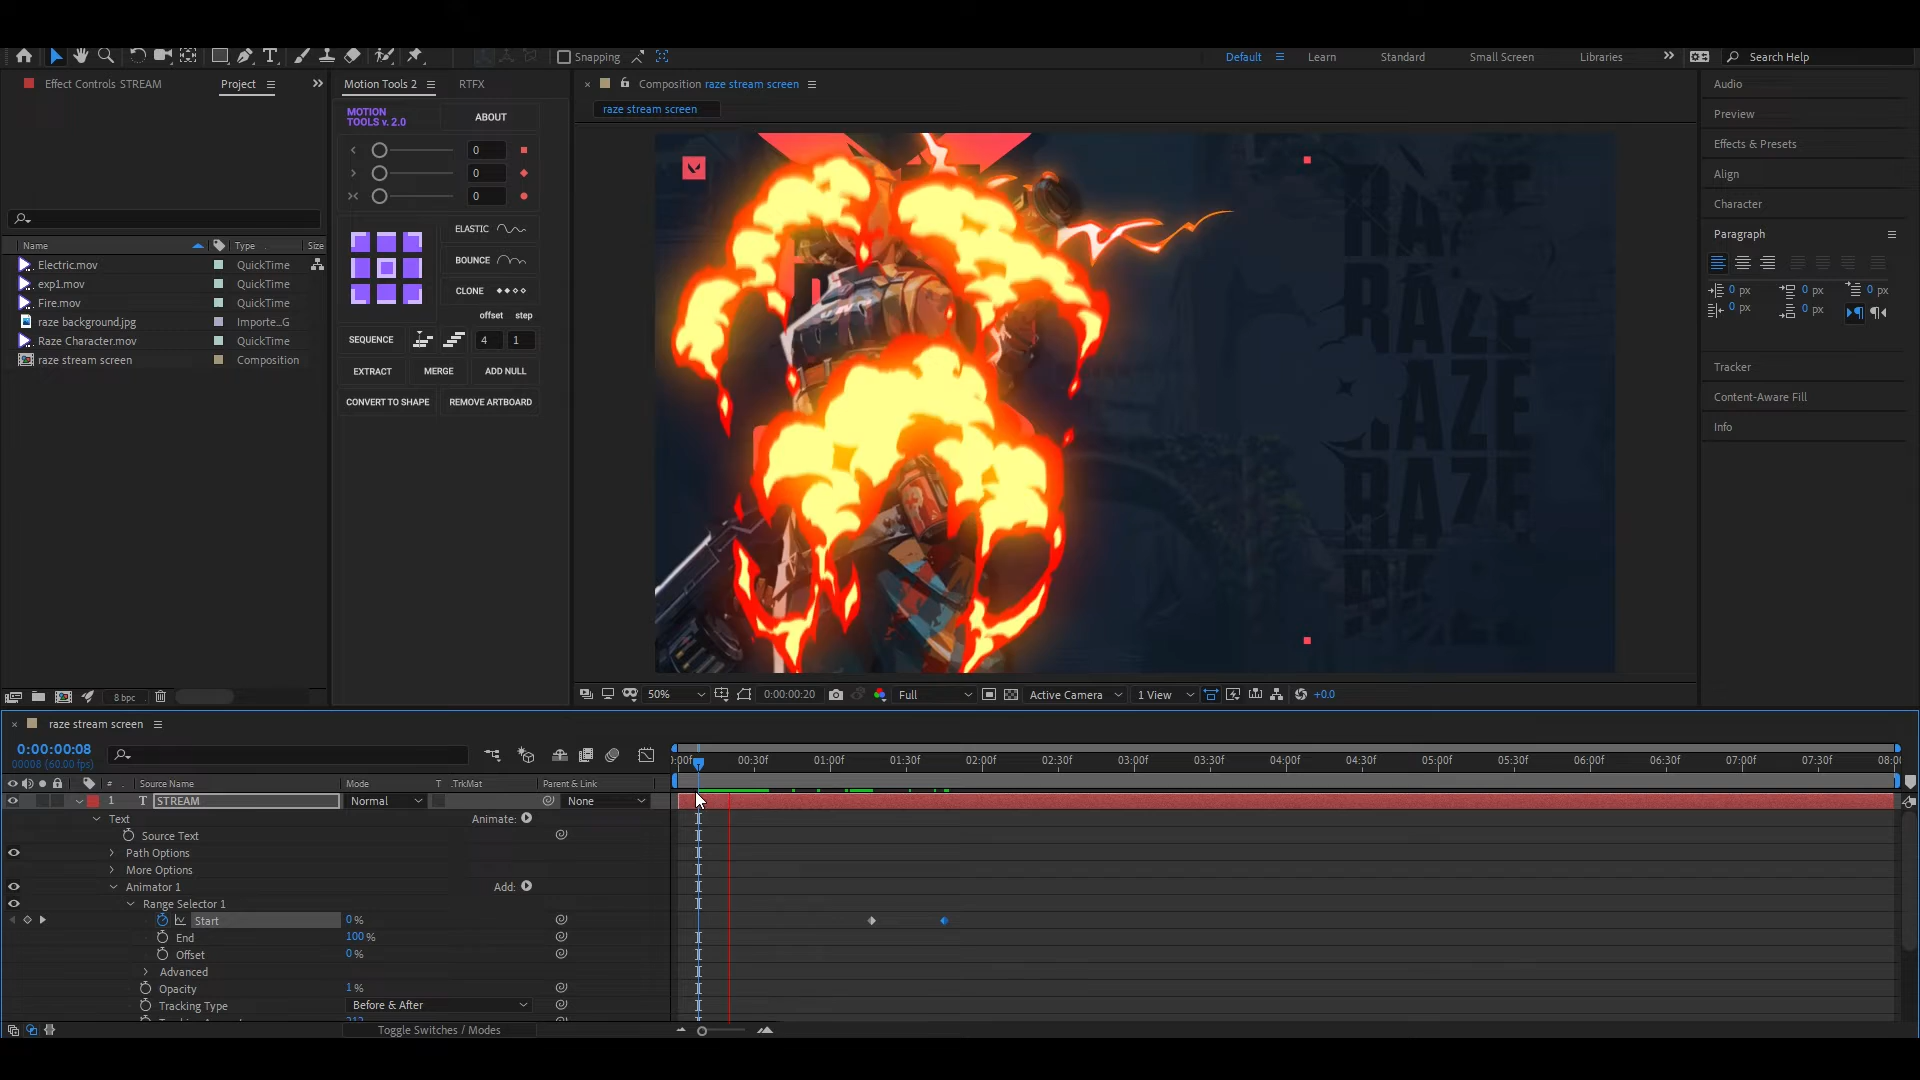 Snapping
Default
Learn
Standard
Small Screen
Libraries
Search Help
Effect Controls STREAM
Project
Motion Tools 2
RTFX
Composition raze stream screen
raze stream screen
MOTION
TOOLS v. 2.0
ABOUT
0
0
0
ELASTIC
BOUNCE
CLONE
offset step
SEQUENCE
4 1
EXTRACT
MERGE
ADD NULL
CONVERT TO SHAPE
REMOVE ARTBOARD
Name
Type
Size
Electric.mov QuickTime
exp1.mov QuickTime
Fire.mov QuickTime
raze background.jpg Importe...G
Raze Character.mov QuickTime
raze stream screen Composition
8 bpc
RAZE
RAZE
RAZE
RAZE
50%
0:00:00:20
Full
Active Camera
1 View
+0.0
Audio
Preview
Effects & Presets
Align
Character
Paragraph
0 px 0 px 0 px
0 px 0 px
Tracker
Content-Aware Fill
Info
raze stream screen
0:00:00:08
00008 (60.00 fps)
:00f 00:30f 01:00f 01:30f 02:00f 02:30f 03:00f 03:30f 04:00f 04:30f 05:00f 05:30f 06:00f 06:30f 07:00f 07:30f 08:00
# Source Name Mode T .TrkMat Parent & Link
1 T STREAM Normal None
Text Animate:
Source Text
Path Options
More Options
Animator 1 Add:
Range Selector 1
Start 0 %
End 100 %
Offset 0 %
Advanced
Opacity 1 %
Tracking Type Before & After
Toggle Switches / Modes